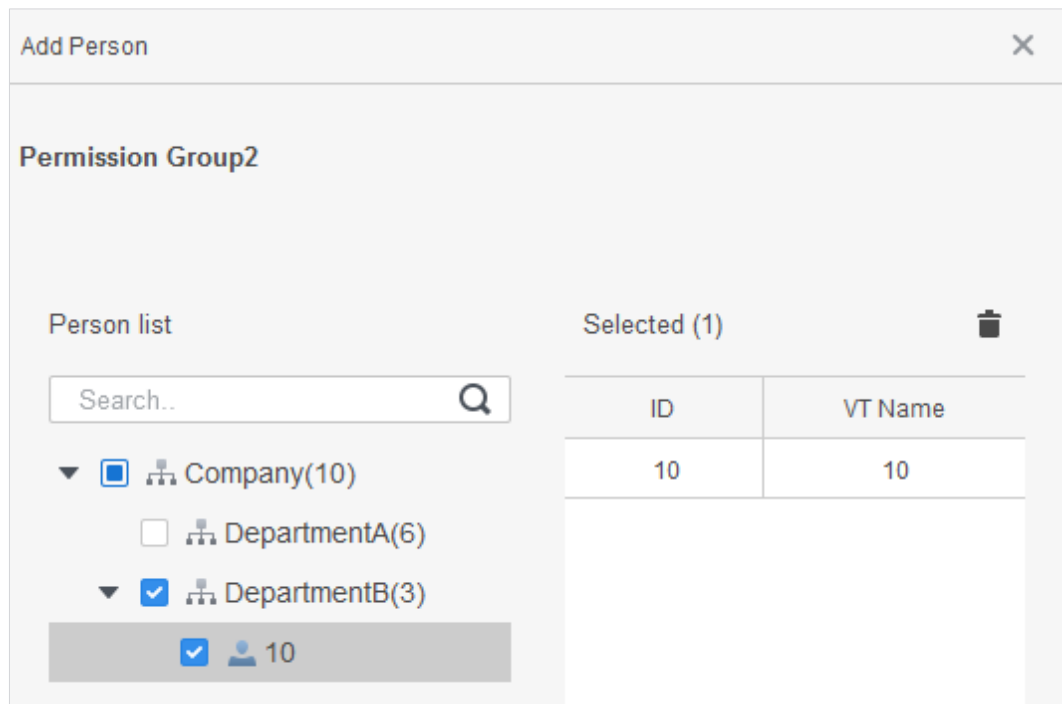 Add Person
Permission Group2
Person list
Search..
Company(10)
DepartmentA(6)
DepartmentB(3)
10
Selected (1)
ID VT Name
10 10